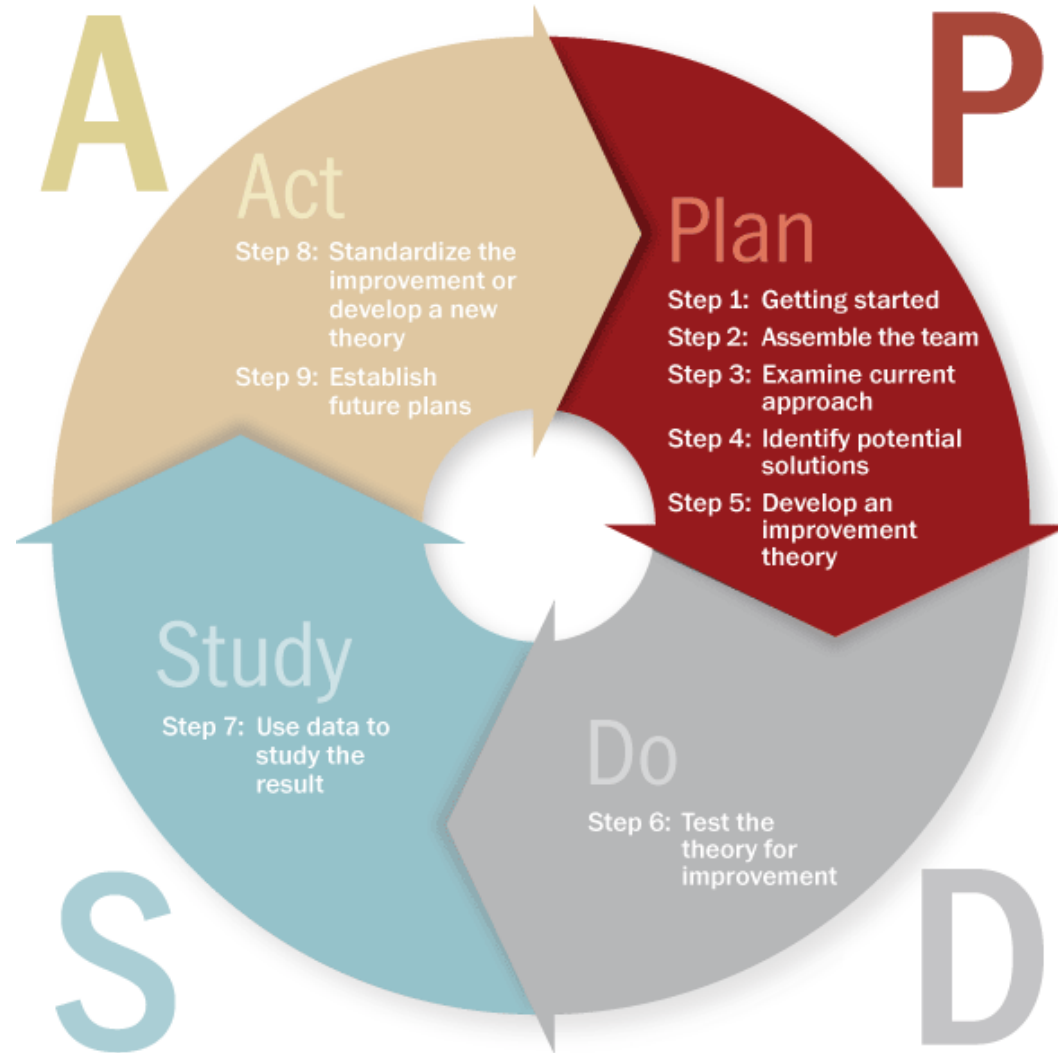 A
P
Act
Step 8: Standardize the
improvement or
develop a new
theory
Step 9: Establish
future plans
Plan
Step 1: Getting started
Step 2: Assemble the team
Step 3: Examine current
approach
Step 4: Identify potential
solutions
Step 5: Develop an
improvement
theory
Study
Step 7: Use data to
study the
result
Do
Step 6: Test the
theory for
improvement
S
D